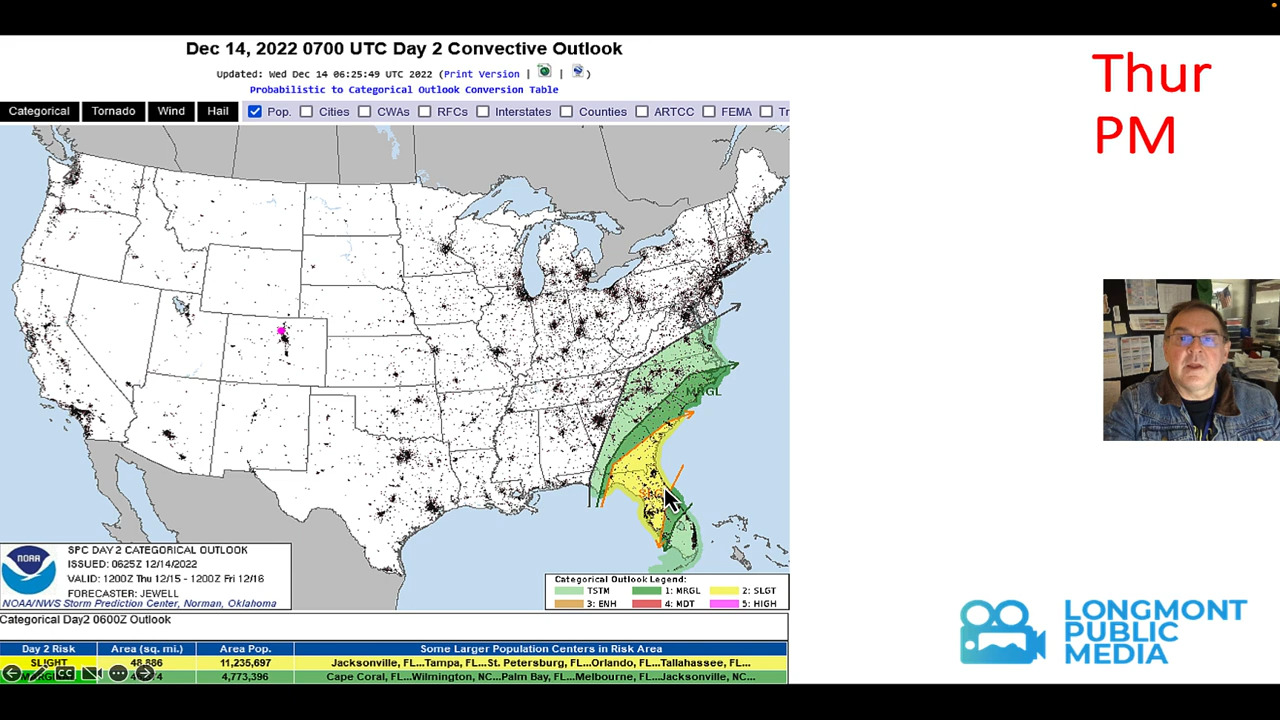 Dec 14, 2022 0700 UTC Day 2 Convective Outlook
Updated: Wed Dec 14 06:25:49 UTC 2022 (Print Version | | )
Probabilistic to Categorical Outlook Conversion Table
Categorical Tornado Wind Hail Pop. Cities CWAs RFCs Interstates Counties ARTCC FEMA Tr
Thur
PM
MRGL
NOAA
SPC DAY 2 CATEGORICAL OUTLOOK
ISSUED: 0625Z 12/14/2022
VALID: 1200Z Thu 12/15 - 1200Z Fri 12/16
FORECASTER: JEWELL
NOAA/NWS Storm Prediction Center, Norman, Oklahoma
Categorical Outlook Legend:
TSTM 1: MRGL 2: SLGT
3: ENH 4: MDT 5: HIGH
Categorical Day2 0600Z Outlook
Day 2 Risk Area (sq. mi.) Area Pop. Some Larger Population Centers in Risk Area
SLIGHT 48,886 11,235,697 Jacksonville, FL...Tampa, FL...St. Petersburg, FL...Orlando, FL...Tallahassee, FL...
4,773,396 Cape Coral, FL...Wilmington, NC...Palm Bay, FL...Melbourne, FL...Jacksonville, NC...
CC
LONGMONT
PUBLIC
MEDIA